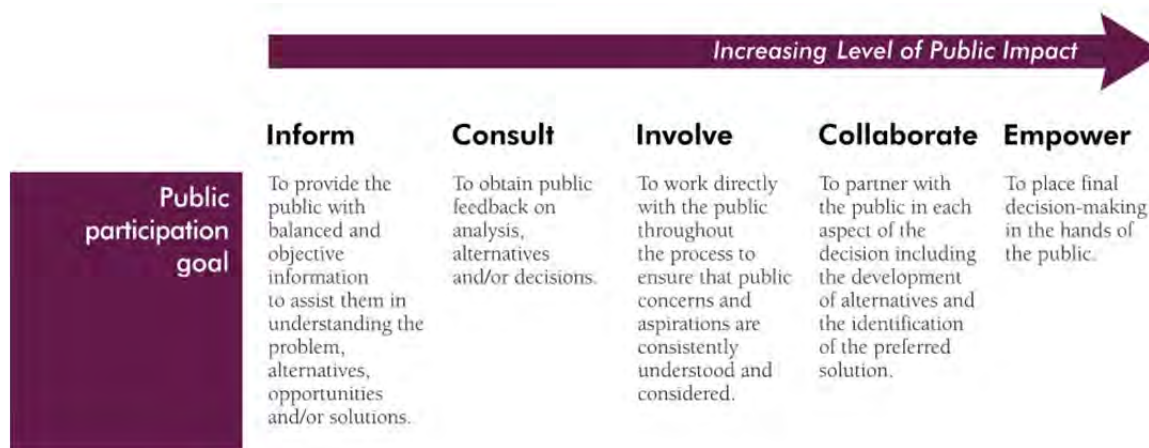 Increasing Level of Public Impact
Inform
Consult
Involve
Collaborate
Empower
Public
participation
goal
To provide the
public with
balanced and
objective
information
to assist them in
understanding the
problem,
alternatives,
opportunities
and/or solutions.
To obtain public
feedback on
analysis,
alternatives
and/or decisions.
To work directly
with the public
throughout
the process to
ensure that public
concerns and
aspirations are
consistently
understood and
considered.
To partner with
the public in each
aspect of the
decision including
the development
of alternatives and
the identification
of the preferred
solution.
To place final
decision-making
in the hands of
the public.